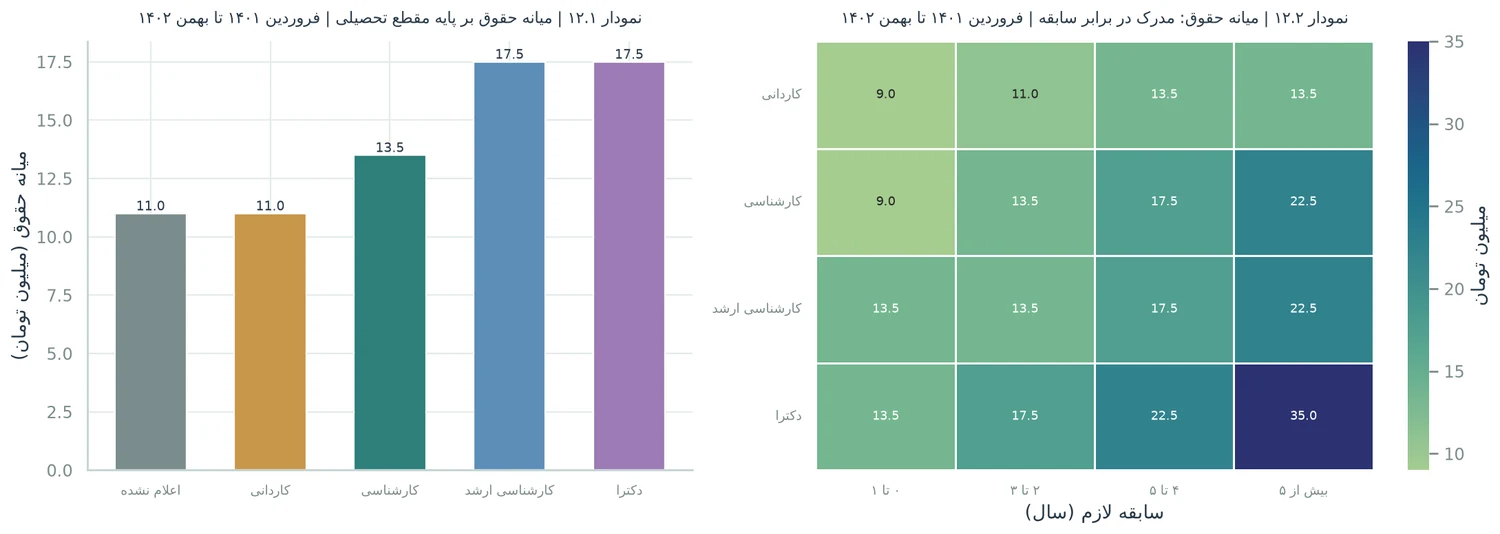 نمودار ۱۲.۱ | میانه حقوق بر پایه مقطع تحصیلی | فروردین ۱۴۰۱ تا بهمن ۱۴۰۲
میانه حقوق (میلیون تومان)
17.5
15.0
12.5
10.0
7.5
5.0
2.5
0.0
11.0
11.0
13.5
17.5
17.5
اعلام نشده
کاردانی
کارشناسی
کارشناسی ارشد
دکترا
نمودار ۱۲.۲ | میانه حقوق: مدرک در برابر سابقه | فروردین ۱۴۰۱ تا بهمن ۱۴۰۲
کاردانی 9.0 11.0 13.5 13.5
کارشناسی 9.0 13.5 17.5 22.5
کارشناسی ارشد 13.5 13.5 17.5 22.5
دکترا 13.5 17.5 22.5 35.0
۰ تا ۱
۲ تا ۳
۴ تا ۵
بیش از ۵
سابقه لازم (سال)
35
30
25
20
15
10
میلیون تومان